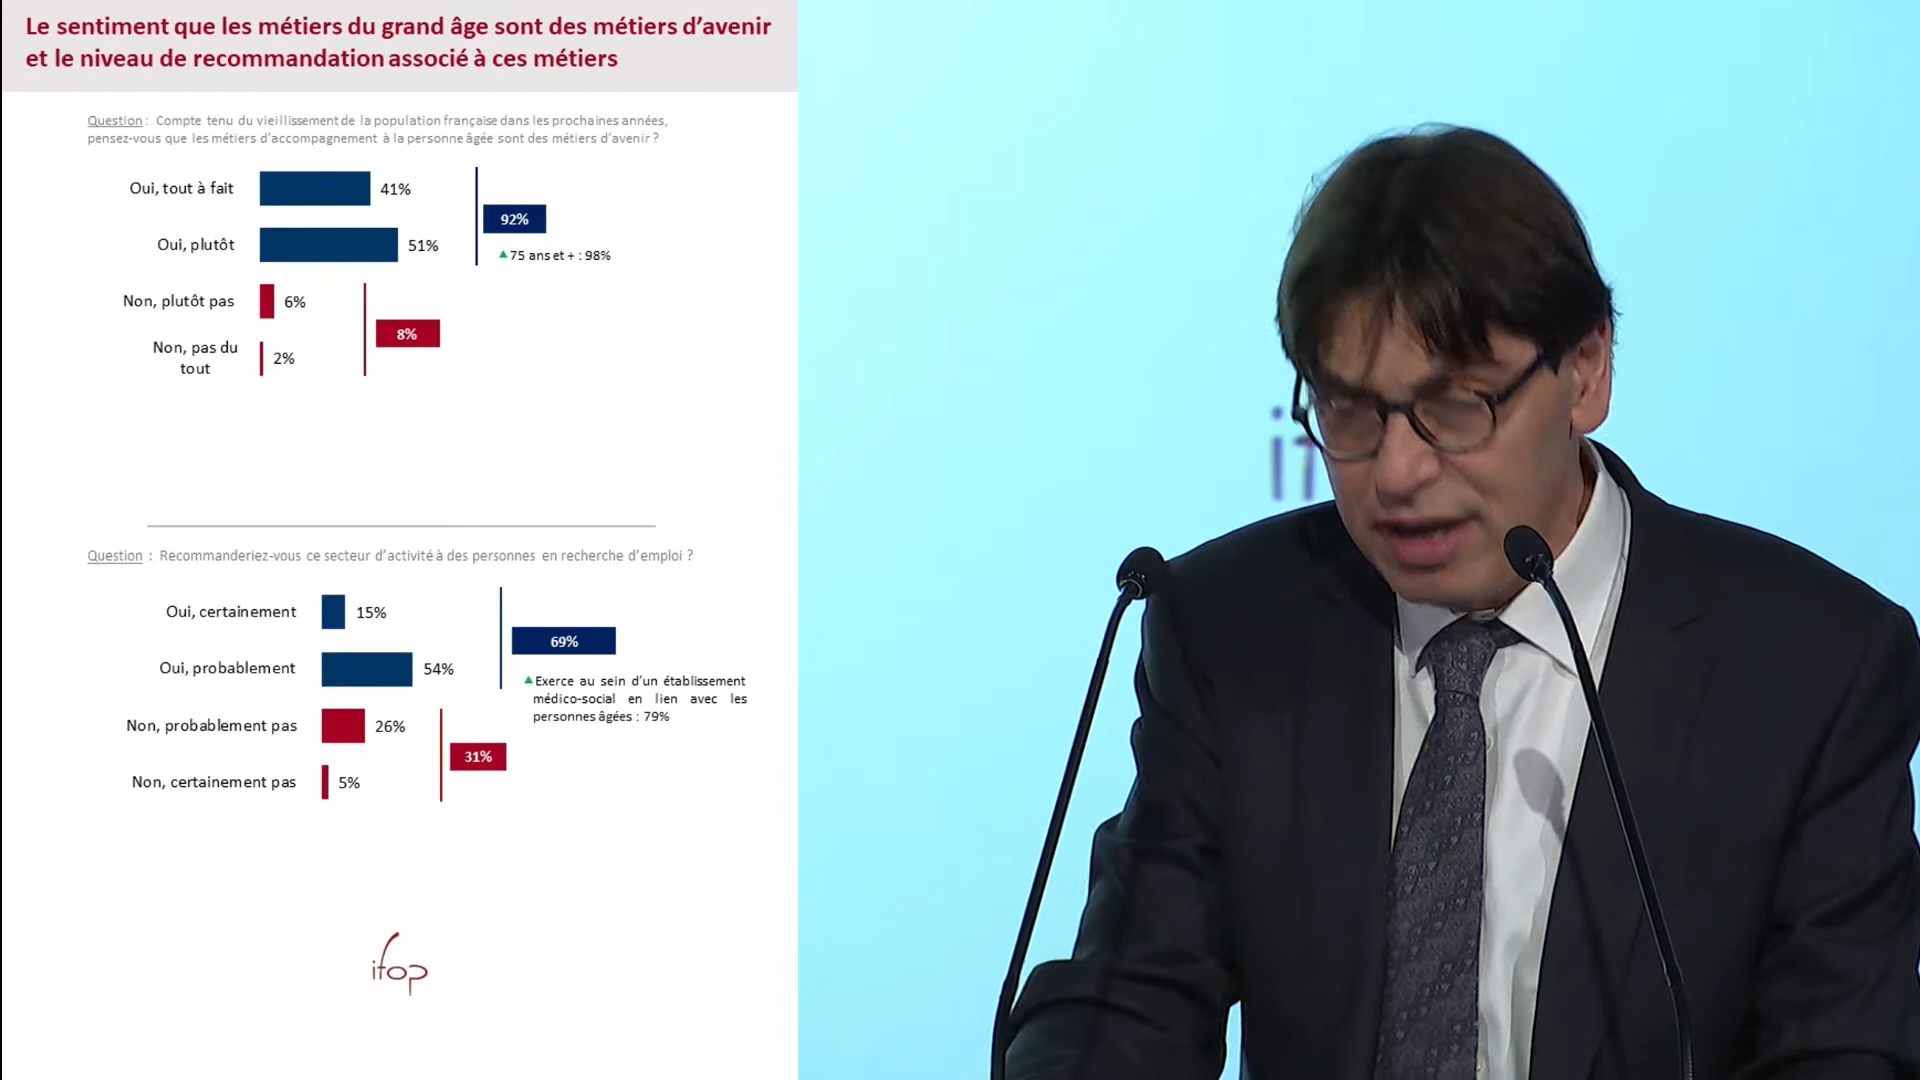 Le sentiment que les métiers du grand âge sont des métiers d'avenir
et le niveau de recommandation associé à ces métiers
Question : Compte tenu du vieillissement de la population française dans les prochaines années,
pensez-vous que les métiers d'accompagnement à la personne âgée sont des métiers d'avenir ?
Oui, tout à fait 41%
92%
Oui, plutôt 51%
▲75 ans et + : 98%
Non, plutôt pas 6%
8%
Non, pas du
tout 2%
Question : Recommanderiez-vous ce secteur d'activité à des personnes en recherche d'emploi ?
Oui, certainement 15%
69%
Oui, probablement 54%
▲Exerce au sein d'un établissement
médico-social en lien avec les
personnes âgées : 79%
Non, probablement pas 26%
31%
Non, certainement pas 5%
ifop
if